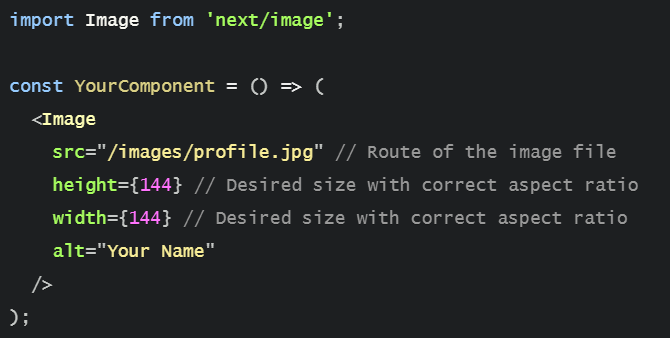 import Image from 'next/image';
const YourComponent = () => (
<Image
src="/images/profile.jpg" // Route of the image file
height={144} // Desired size with correct aspect ratio
width={144} // Desired size with correct aspect ratio
alt="Your Name"
/>
);